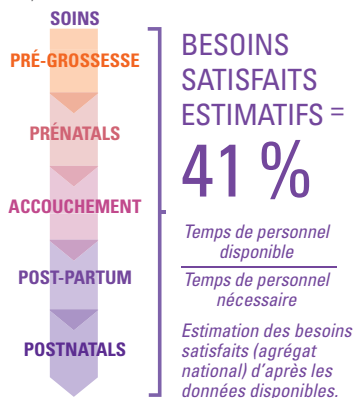 SOINS
PRÉ-GROSSESSE
PRÉNATALS
ACCOUCHEMENT
POST-PARTUM
POSTNATALS
BESOINS
SATISFAITS
ESTIMATIFS =
41 %
Temps de personnel
disponible
Temps de personnel
nécessaire
Estimation des besoins
satisfaits (agrégat
national) d’après les
données disponibles.